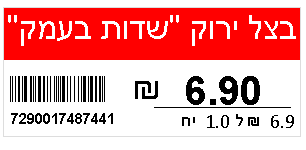 בצל ירוק "שדות בעמק"
₪ 6.90
7290017487441
6.9 ₪ ל 1.0 יח